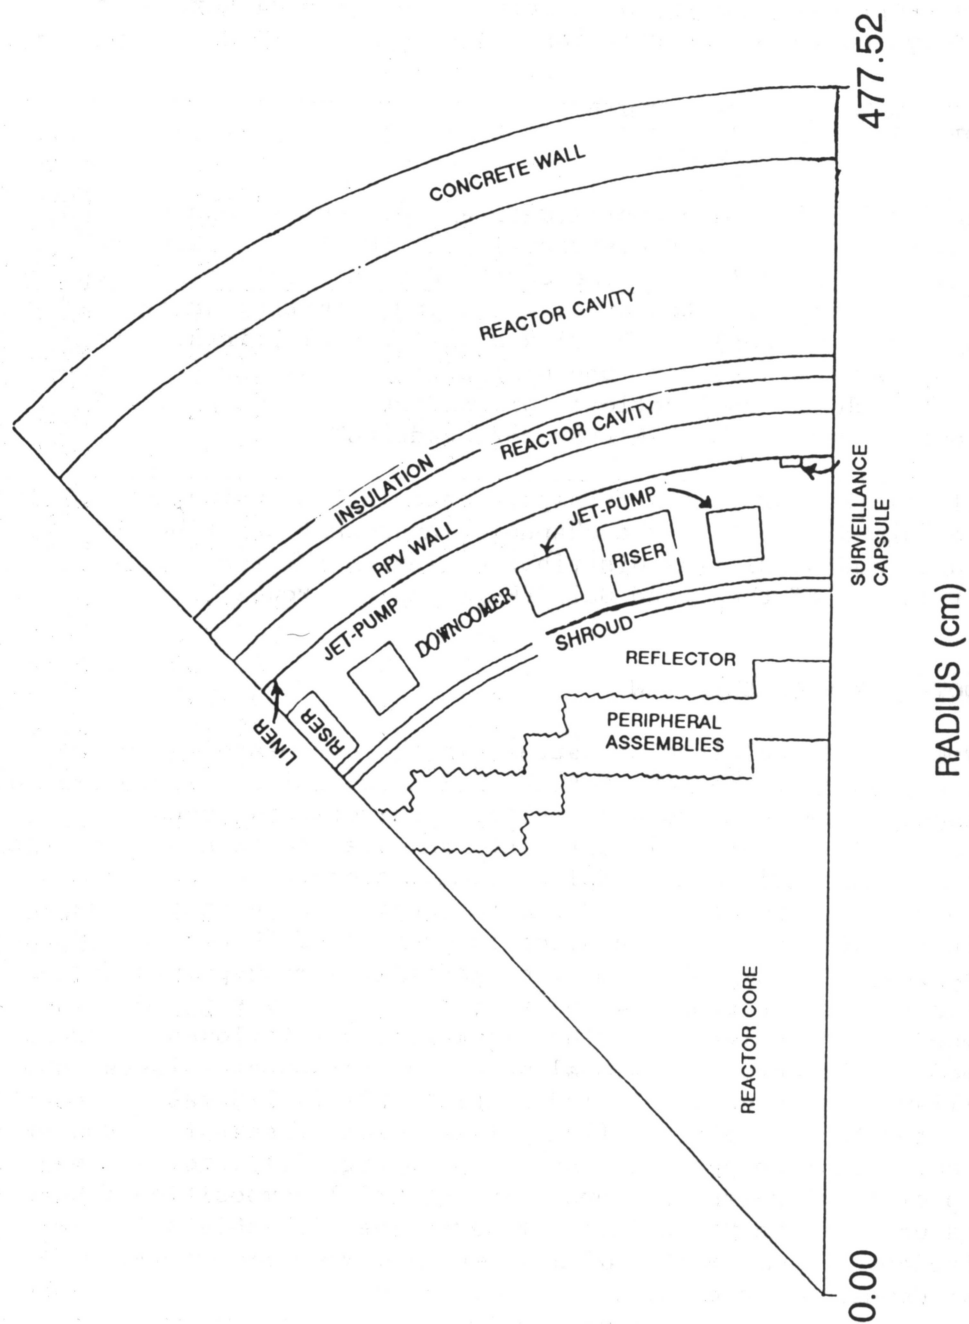 477.52
CONCRETE WALL
REACTOR CAVITY
REACTOR CAVITY
INSULATION
RPV WALL
SURVEILLANCE
CAPSULE
JET-PUMP
RISER
JET-PUMP
DOWNCOMER
SHROUD
REFLECTOR
LINER
RISER
PERIPHERAL
ASSEMBLIES
REACTOR CORE
RADIUS (cm)
0.00